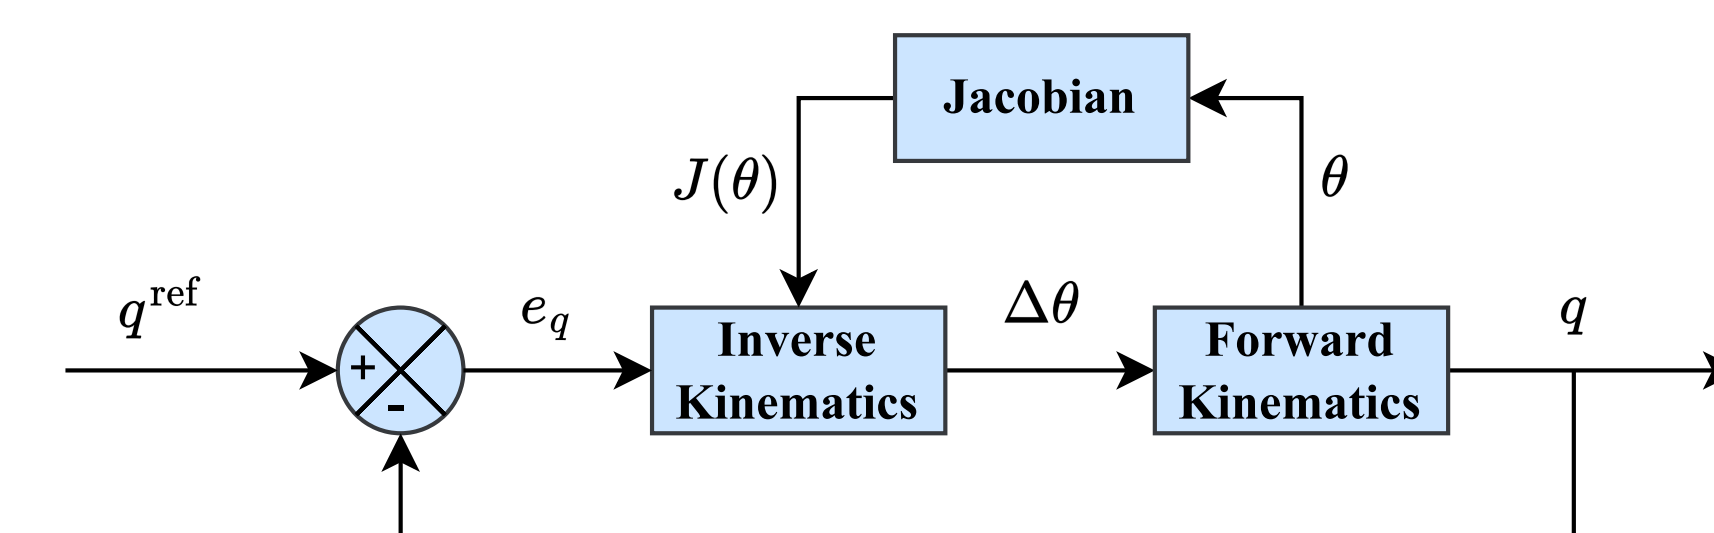 Jacobian
J(θ)
θ
q^ref
e_q
Δθ
q
+
-
Inverse
Kinematics
Forward
Kinematics